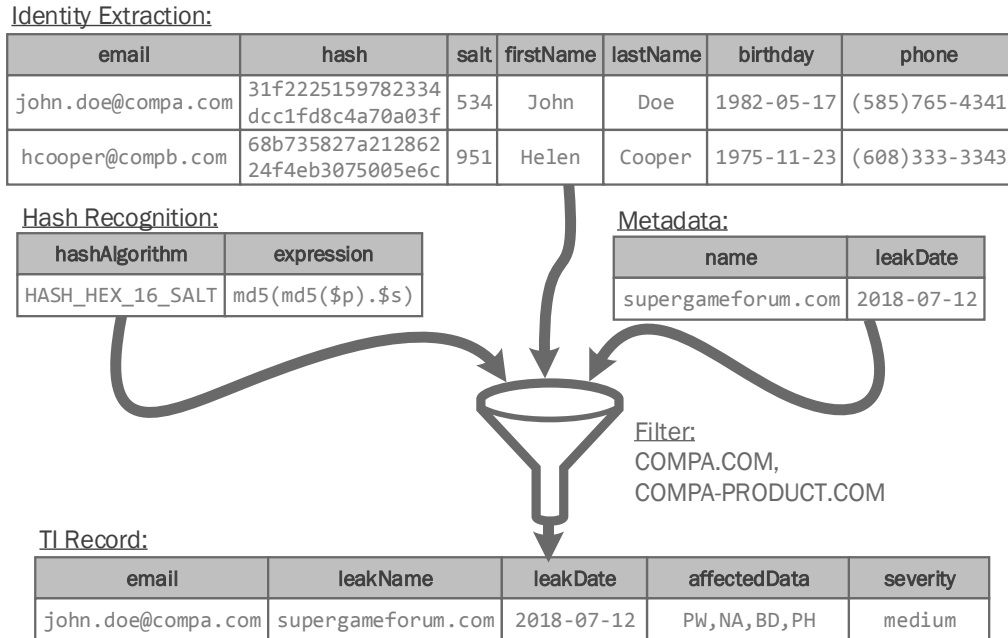 Identity Extraction:
email hash salt firstName lastName birthday phone
john.doe@compa.com 31f2225159782334 dcc1fd8c4a70a03f 534 John Doe 1982-05-17 (585)765-4341
hcooper@compb.com 68b735827a212862 24f4eb3075005e6c 951 Helen Cooper 1975-11-23 (608)333-3343
Hash Recognition:
hashAlgorithm expression
HASH_HEX_16_SALT md5(md5($p).$s)
Metadata:
name leakDate
supergameforum.com 2018-07-12
Filter:
COMPA.COM,
COMPA-PRODUCT.COM
TI Record:
email leakName leakDate affectedData severity
john.doe@compa.com supergameforum.com 2018-07-12 PW,NA,BD,PH medium